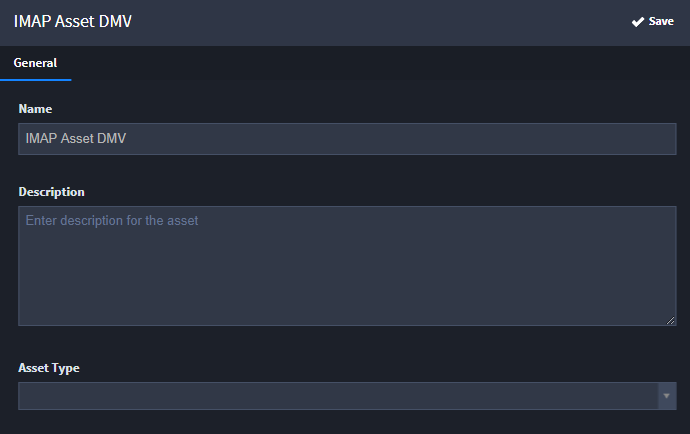 IMAP Asset DMV
Save
General
Name
IMAP Asset DMV
Description
Enter description for the asset
Asset Type